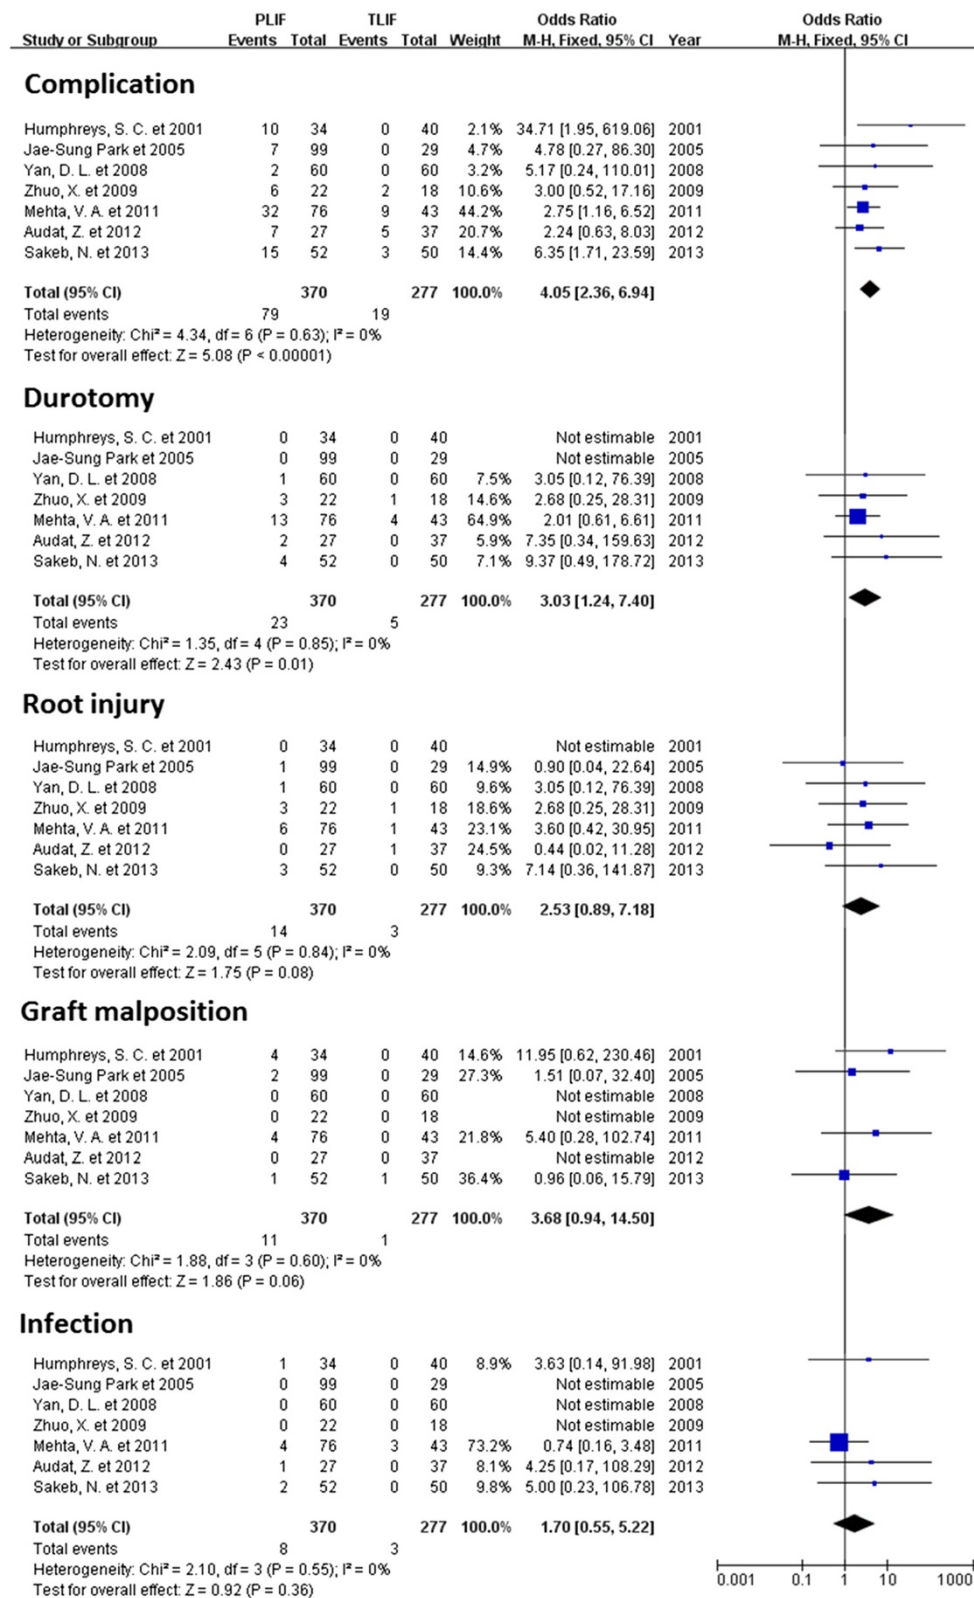 PLIF TLIF Odds Ratio Odds Ratio
Study or Subgroup Events Total Events Total Weight M-H, Fixed, 95% CI Year M-H, Fixed, 95% CI
Complication
Humphreys, S. C. et 2001 10 34 0 40 2.1% 34.71 [1.95, 619.06] 2001
Jae-Sung Park et 2005 7 99 0 29 4.7% 4.78 [0.27, 86.30] 2005
Yan, D. L. et 2008 2 60 0 60 3.2% 5.17 [0.24, 110.01] 2008
Zhuo, X. et 2009 6 22 2 18 10.6% 3.00 [0.52, 17.16] 2009
Mehta, V. A. et 2011 32 76 9 43 44.2% 2.75 [1.16, 6.52] 2011
Audat, Z. et 2012 7 27 5 37 20.7% 2.24 [0.63, 8.03] 2012
Sakeb, N. et 2013 15 52 3 50 14.4% 6.35 [1.71, 23.59] 2013
Total (95% CI) 370 277 100.0% 4.05 [2.36, 6.94]
Total events 79 19
Heterogeneity: Chi² = 4.34, df = 6 (P = 0.63); I² = 0%
Test for overall effect: Z = 5.08 (P < 0.00001)
Durotomy
Humphreys, S. C. et 2001 0 34 0 40 Not estimable 2001
Jae-Sung Park et 2005 0 99 0 29 Not estimable 2005
Yan, D. L. et 2008 1 60 0 60 7.5% 3.05 [0.12, 76.39] 2008
Zhuo, X. et 2009 3 22 1 18 14.6% 2.68 [0.25, 28.31] 2009
Mehta, V. A. et 2011 13 76 4 43 64.9% 2.01 [0.61, 6.61] 2011
Audat, Z. et 2012 2 27 0 37 5.9% 7.35 [0.34, 159.63] 2012
Sakeb, N. et 2013 4 52 0 50 7.1% 9.37 [0.49, 178.72] 2013
Total (95% CI) 370 277 100.0% 3.03 [1.24, 7.40]
Total events 23 5
Heterogeneity: Chi² = 1.35, df = 4 (P = 0.85); I² = 0%
Test for overall effect: Z = 2.43 (P = 0.01)
Root injury
Humphreys, S. C. et 2001 0 34 0 40 Not estimable 2001
Jae-Sung Park et 2005 1 99 0 29 14.9% 0.90 [0.04, 22.64] 2005
Yan, D. L. et 2008 1 60 0 60 9.6% 3.05 [0.12, 76.39] 2008
Zhuo, X. et 2009 3 22 1 18 18.6% 2.68 [0.25, 28.31] 2009
Mehta, V. A. et 2011 6 76 1 43 23.1% 3.60 [0.42, 30.95] 2011
Audat, Z. et 2012 0 27 1 37 24.5% 0.44 [0.02, 11.28] 2012
Sakeb, N. et 2013 3 52 0 50 9.3% 7.14 [0.36, 141.87] 2013
Total (95% CI) 370 277 100.0% 2.53 [0.89, 7.18]
Total events 14 3
Heterogeneity: Chi² = 2.09, df = 5 (P = 0.84); I² = 0%
Test for overall effect: Z = 1.75 (P = 0.08)
Graft malposition
Humphreys, S. C. et 2001 4 34 0 40 14.6% 11.95 [0.62, 230.46] 2001
Jae-Sung Park et 2005 2 99 0 29 27.3% 1.51 [0.07, 32.40] 2005
Yan, D. L. et 2008 0 60 0 60 Not estimable 2008
Zhuo, X. et 2009 0 22 0 18 Not estimable 2009
Mehta, V. A. et 2011 4 76 0 43 21.8% 5.40 [0.28, 102.74] 2011
Audat, Z. et 2012 0 27 0 37 Not estimable 2012
Sakeb, N. et 2013 1 52 1 50 36.4% 0.96 [0.06, 15.79] 2013
Total (95% CI) 370 277 100.0% 3.68 [0.94, 14.50]
Total events 11 1
Heterogeneity: Chi² = 1.88, df = 3 (P = 0.60); I² = 0%
Test for overall effect: Z = 1.86 (P = 0.06)
Infection
Humphreys, S. C. et 2001 1 34 0 40 8.9% 3.63 [0.14, 91.98] 2001
Jae-Sung Park et 2005 0 99 0 29 Not estimable 2005
Yan, D. L. et 2008 0 60 0 60 Not estimable 2008
Zhuo, X. et 2009 0 22 0 18 Not estimable 2009
Mehta, V. A. et 2011 4 76 3 43 73.2% 0.74 [0.16, 3.48] 2011
Audat, Z. et 2012 1 27 0 37 8.1% 4.25 [0.17, 108.29] 2012
Sakeb, N. et 2013 2 52 0 50 9.8% 5.00 [0.23, 106.78] 2013
Total (95% CI) 370 277 100.0% 1.70 [0.55, 5.22]
Total events 8 3
Heterogeneity: Chi² = 2.10, df = 3 (P = 0.55); I² = 0%
Test for overall effect: Z = 0.92 (P = 0.36)
0.001 0.1 1 10 1000